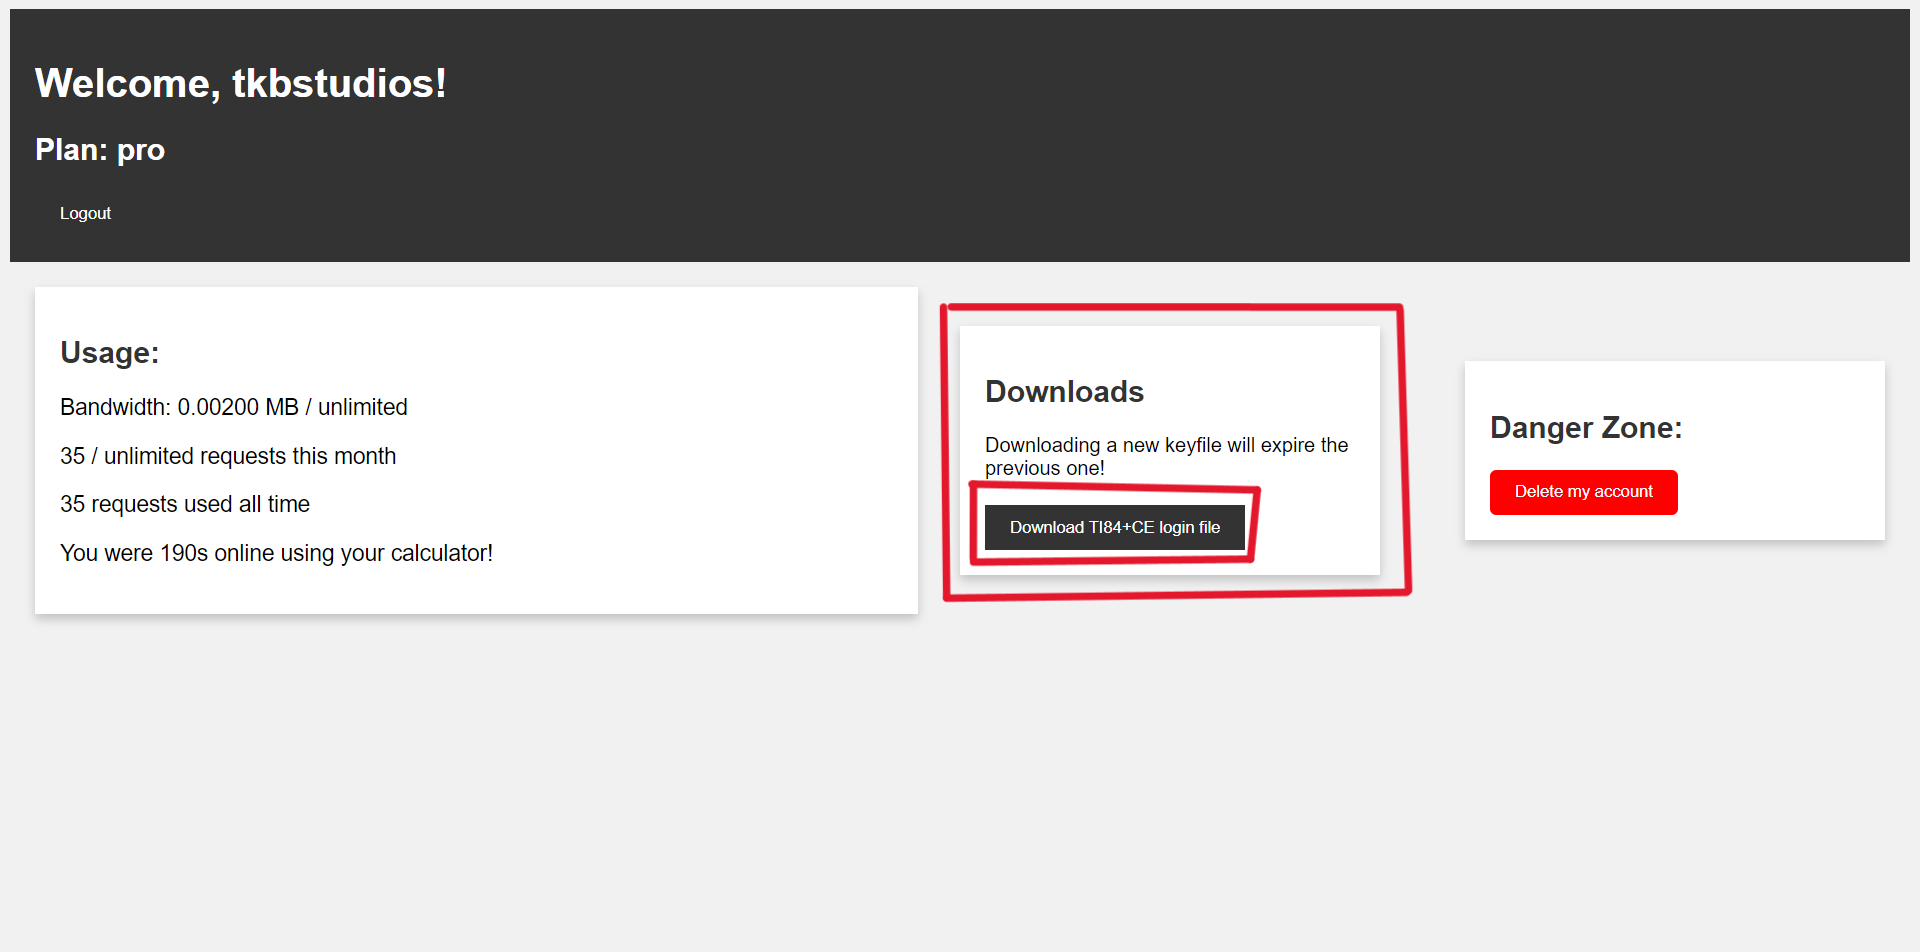 Welcome, tkbstudios!
Plan: pro
Logout
Usage:
Bandwidth: 0.00200 MB / unlimited
35 / unlimited requests this month
35 requests used all time
You were 190s online using your calculator!
Downloads
Downloading a new keyfile will expire the
previous one!
Download TI84+CE login file
Danger Zone:
Delete my account